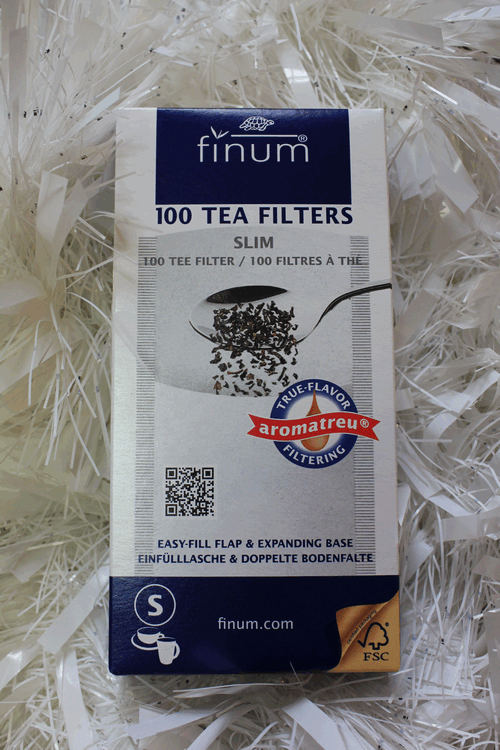 finum®
100 TEA FILTERS
SLIM
100 TEE FILTER / 100 FILTRES À THÉ
TRUE-FLAVOR
aromatreu®
FILTERING
EASY-FILL FLAP & EXPANDING BASE
EINFÜLLLASCHE & DOPPELTE BODENFALTE
S
finum.com
FSC